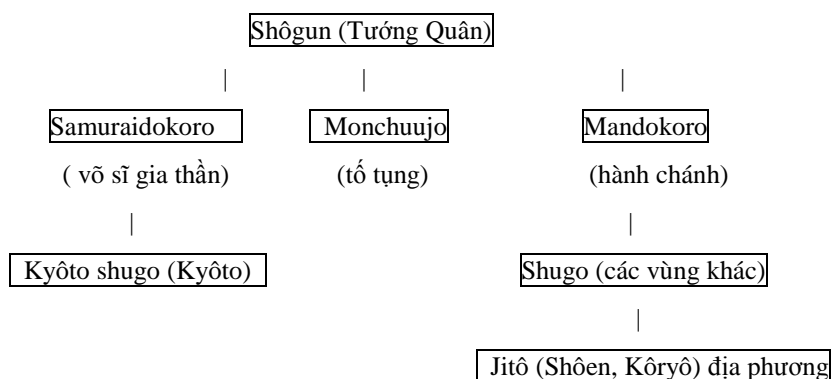 Shôgun (Tướng Quân)
Samuraidokoro Monchuujo Mandokoro
( võ sĩ gia thần) (tố tụng) (hành chánh)
Kyôto shugo (Kyôto) Shugo (các vùng khác)
Jitô (Shôen, Kôryô) địa phương